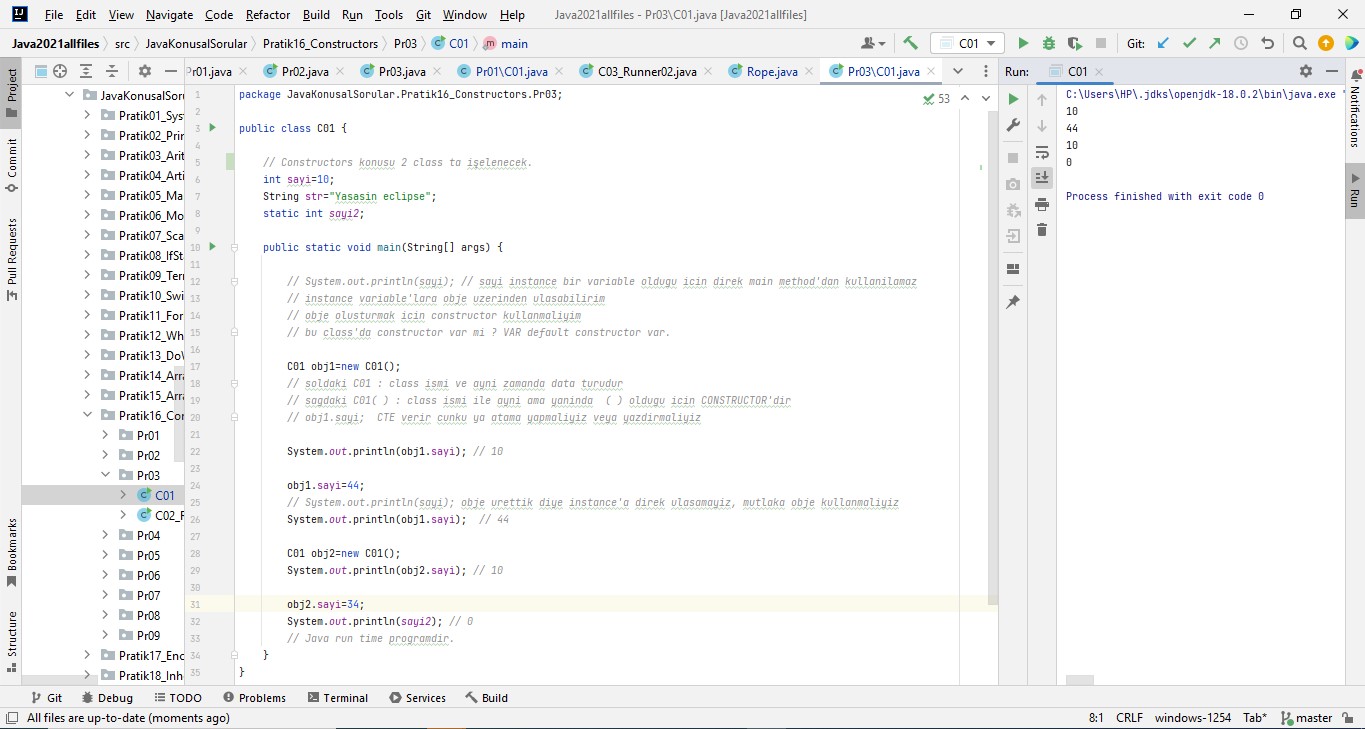 File Edit View Navigate Code Refactor Build Run Tools Git Window Help Java2021allfiles - Pr03\C01.java [Java2021allfiles]
Java2021allfiles src JavaKonusalSorular Pratik16_Constructors Pr03 C01 main C01 Git:
Pr01.java Pr02.java Pr03.java Pr01\C01.java C03_Runner02.java Rope.java Pr03\C01.java Run: C01
Project
Commit
Pull Requests
Bookmarks
Structure
JavaKonusalSoru
Pratik01_Sys
Pratik02_Prin
Pratik03_Arit
Pratik04_Arti
Pratik05_Ma
Pratik06_Mo
Pratik07_Sca
Pratik08_IfSt
Pratik09_Ter
Pratik10_Swi
Pratik11_For
Pratik12_Wh
Pratik13_DoW
Pratik14_Arra
Pratik15_Arra
Pratik16_Cor
Pr01
Pr02
Pr03
C01
C02_F
Pr04
Pr05
Pr06
Pr07
Pr08
Pr09
Pratik17_Enc
Pratik18_Inh
53
1 package JavaKonusalSorular.Pratik16_Constructors.Pr03;
2
3 public class C01 {
4
5 // Constructors konusu 2 class ta işelenecek.
6 int sayi=10;
7 String str="Yasasin eclipse";
8 static int sayi2;
9
10 public static void main(String[] args) {
11
12 // System.out.println(sayi); // sayi instance bir variable oldugu icin direk main method'dan kullanilamaz
13 // instance variable'lara obje uzerinden ulasabilirim
14 // obje olusturmak icin constructor kullanmaliyim
15 // bu class'da constructor var mi ? VAR default constructor var.
16
17 C01 obj1=new C01();
18 // soldaki C01 : class ismi ve ayni zamanda data turudur
19 // sagdaki C01( ) : class ismi ile ayni ama yaninda ( ) oldugu icin CONSTRUCTOR'dir
20 // obj1.sayi; CTE verir cunku ya atama yapmaliyiz veya yazdirmaliyiz
21
22 System.out.println(obj1.sayi); // 10
23
24 obj1.sayi=44;
25 // System.out.println(sayi); obje urettik diye instance'a direk ulasamayiz, mutlaka obje kullanmaliyiz
26 System.out.println(obj1.sayi); // 44
27
28 C01 obj2=new C01();
29 System.out.println(obj2.sayi); // 10
30
31 obj2.sayi=34;
32 System.out.println(sayi2); // 0
33 // Java run time programdir.
34 }
35 }
C:\Users\HP\.jdks\openjdk-18.0.2\bin\java.exe "
10
44
10
0
Process finished with exit code 0
Notifications
Run
Git Debug TODO Problems Terminal Services Build
All files are up-to-date (moments ago) 8:1 CRLF windows-1254 Tab* master